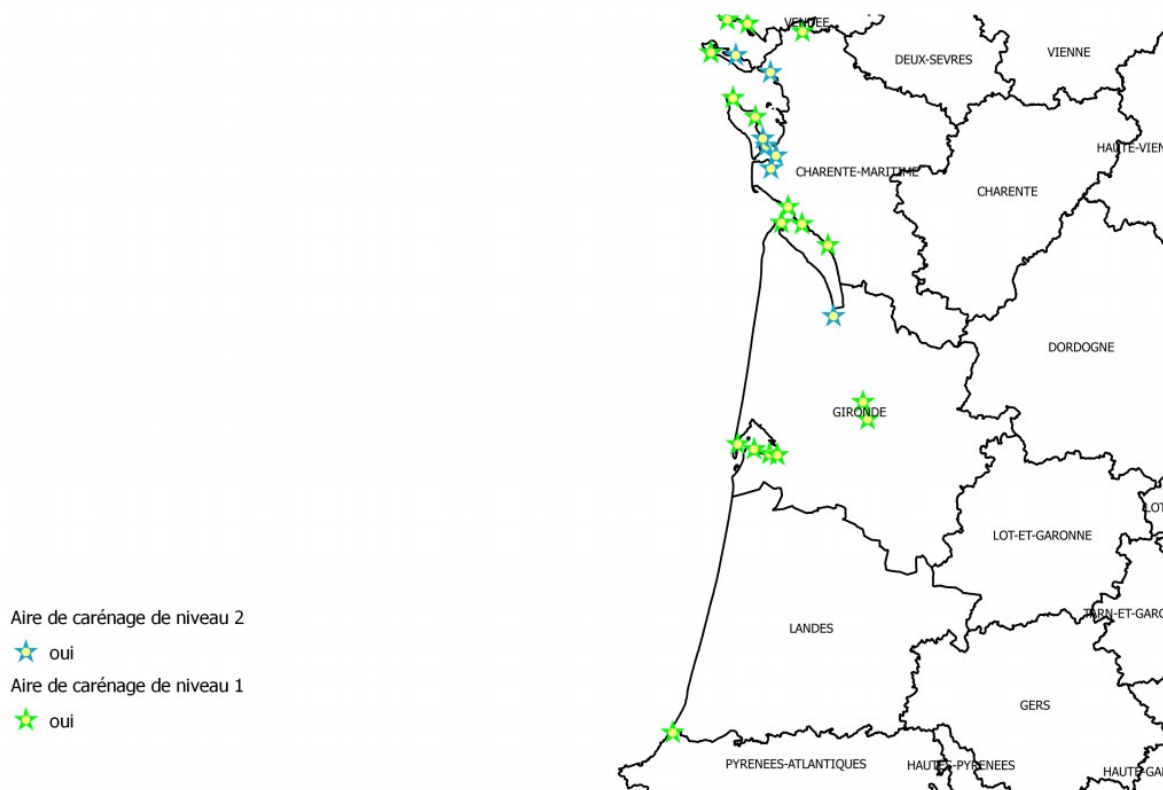 VENDEE
VIENNE
DEUX-SEVRES
HAUTE-VIEN
CHARENTE-MARITIME
CHARENTE
DORDOGNE
GIRONDE
LOT
LOT-ET-GARONNE
TARN-ET-GARO
LANDES
GERS
PYRENEES-ATLANTIQUES
HAUTES-PYRENEES
HAUTE-GA
Aire de carénage de niveau 2
oui
Aire de carénage de niveau 1
oui